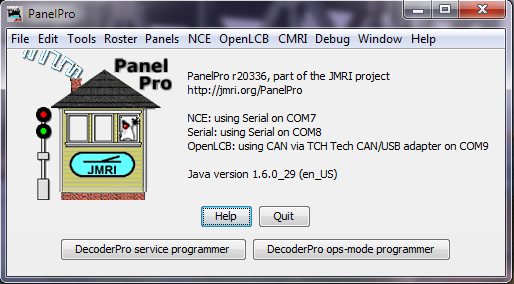 PanelPro
File Edit Tools Roster Panels NCE OpenLCB CMRI Debug Window Help
Panel
Pro
JMRI
PanelPro r20336, part of the JMRI project
http://jmri.org/PanelPro
NCE: using Serial on COM7
Serial: using Serial on COM8
OpenLCB: using CAN via TCH Tech CAN/USB adapter on COM9
Java version 1.6.0_29 (en_US)
Help Quit
DecoderPro service programmer DecoderPro ops-mode programmer